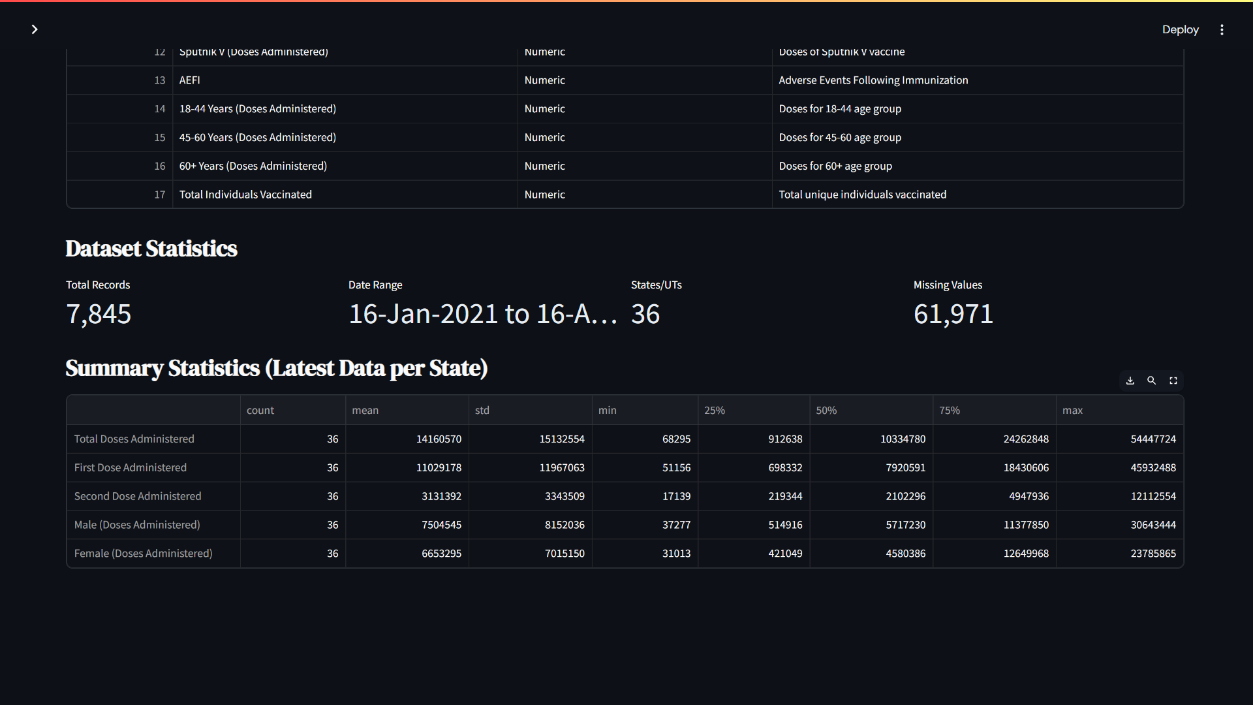 Deploy
12 Sputnik V (Doses Administered) Numeric Doses of Sputnik V vaccine
13 AEFI Numeric Adverse Events Following Immunization
14 18-44 Years (Doses Administered) Numeric Doses for 18-44 age group
15 45-60 Years (Doses Administered) Numeric Doses for 45-60 age group
16 60+ Years (Doses Administered) Numeric Doses for 60+ age group
17 Total Individuals Vaccinated Numeric Total unique individuals vaccinated
Dataset Statistics
Total Records Date Range States/UTs Missing Values
7,845 16-Jan-2021 to 16-A... 36 61,971
Summary Statistics (Latest Data per State)
count mean std min 25% 50% 75% max
Total Doses Administered 36 14160570 15132554 68295 912638 10334780 24262848 54447724
First Dose Administered 36 11029178 11967063 51156 698332 7920591 18430606 45932488
Second Dose Administered 36 3131392 3343509 17139 219344 2102296 4947936 12112554
Male (Doses Administered) 36 7504545 8152036 37277 514916 5717230 11377850 30643444
Female (Doses Administered) 36 6653295 7015150 31013 421049 4580386 12649968 23785865